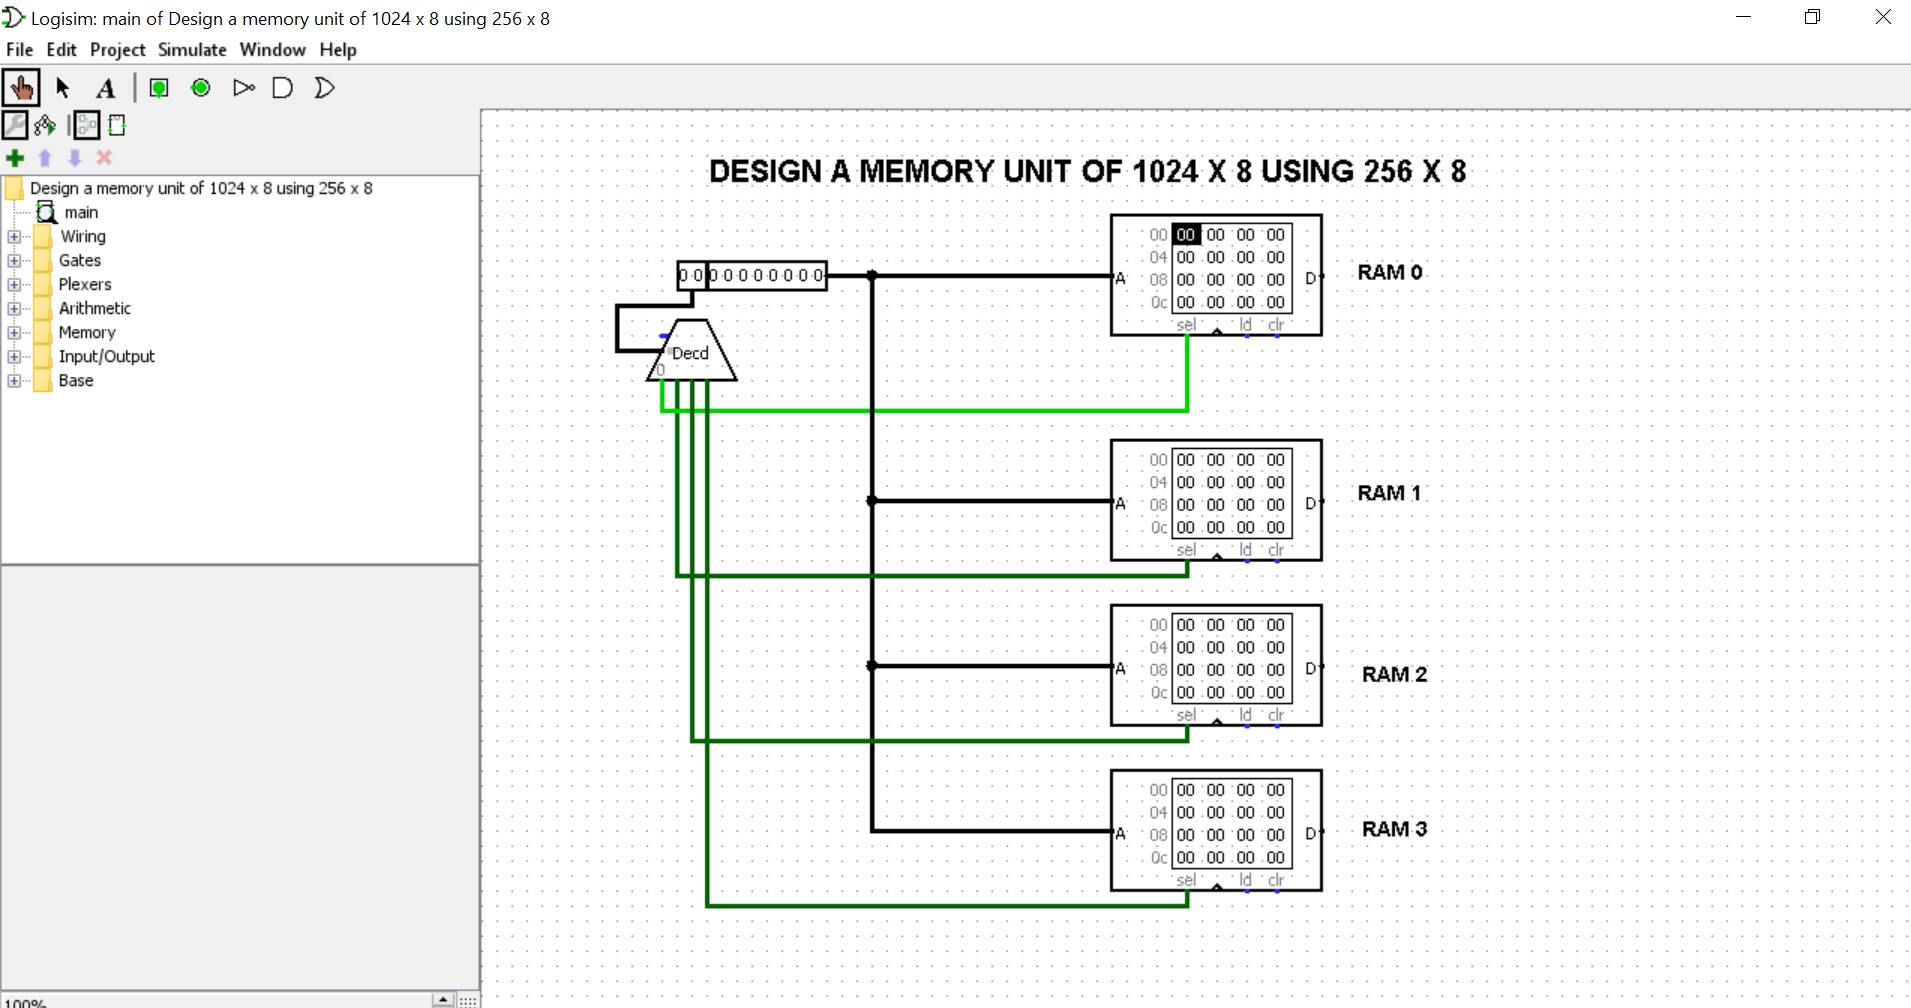 Logisim: main of Design a memory unit of 1024 x 8 using 256 x 8
File Edit Project Simulate Window Help
A
Design a memory unit of 1024 x 8 using 256 x 8
main
Wiring
Gates
Plexers
Arithmetic
Memory
Input/Output
Base
100%
DESIGN A MEMORY UNIT OF 1024 X 8 USING 256 X 8
0 0 0 0 0 0 0 0 0 0
Decd
0
00 00 00 00 00
04 00 00 00 00
A 08 00 00 00 00 D
0c 00 00 00 00
sel ld clr
RAM 0
00 00 00 00 00
04 00 00 00 00
A 08 00 00 00 00 D
0c 00 00 00 00
sel ld clr
RAM 1
00 00 00 00 00
04 00 00 00 00
A 08 00 00 00 00 D
0c 00 00 00 00
sel ld clr
RAM 2
00 00 00 00 00
04 00 00 00 00
A 08 00 00 00 00 D
0c 00 00 00 00
sel ld clr
RAM 3